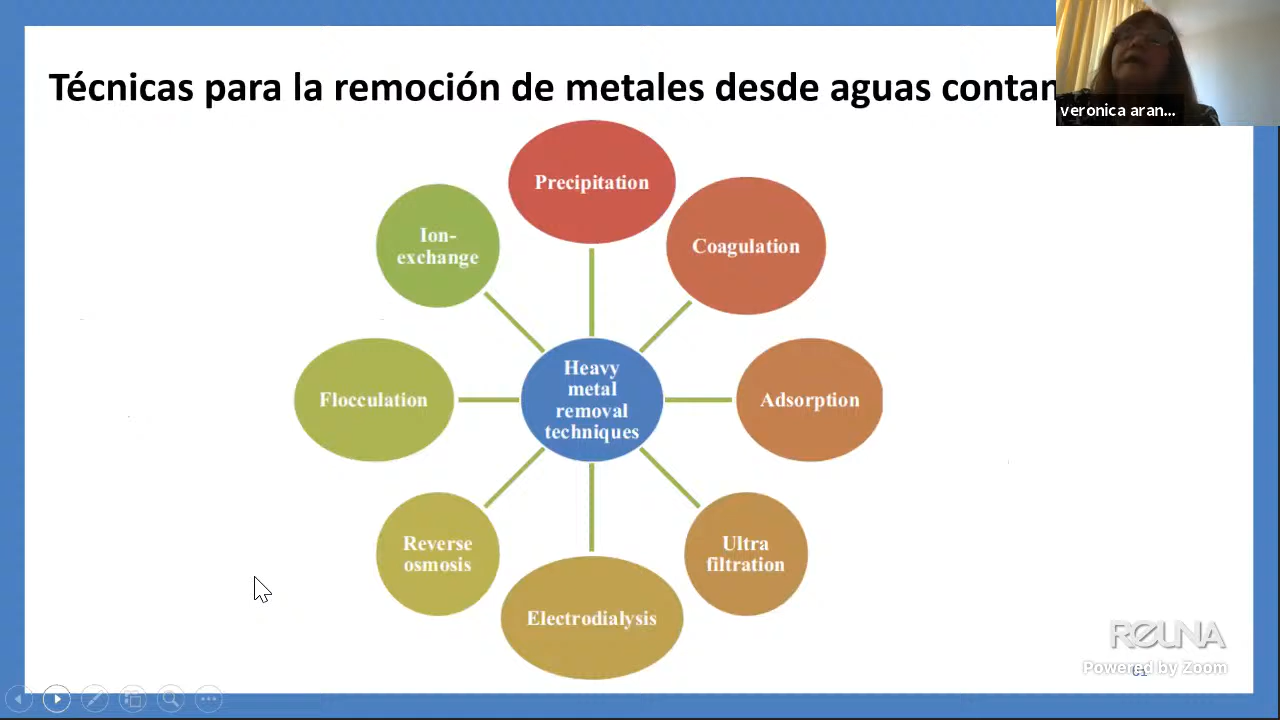 Técnicas para la remoción de metales desde aguas contan
veronica aran...
Precipitation
Ion-
exchange
Coagulation
Heavy
metal
removal
techniques
Flocculation
Adsorption
Reverse
osmosis
Ultra
filtration
Electrodialysis
REUNA
Powered by Zoom